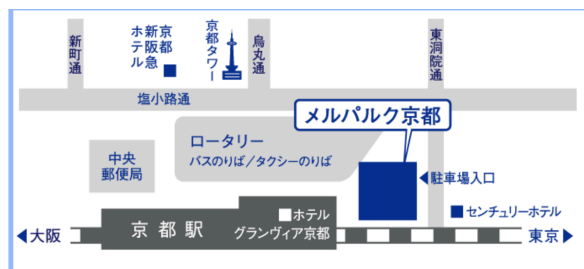 新町通
京都
新阪急
ホテル
京都タワー
烏丸通
東洞院通
塩小路通
メルパルク京都
ロータリー
バスのりば/タクシーのりば
中央
郵便局
駐車場入口
ホテル
グランヴィア京都
京都駅
センチュリーホテル
大阪
東京